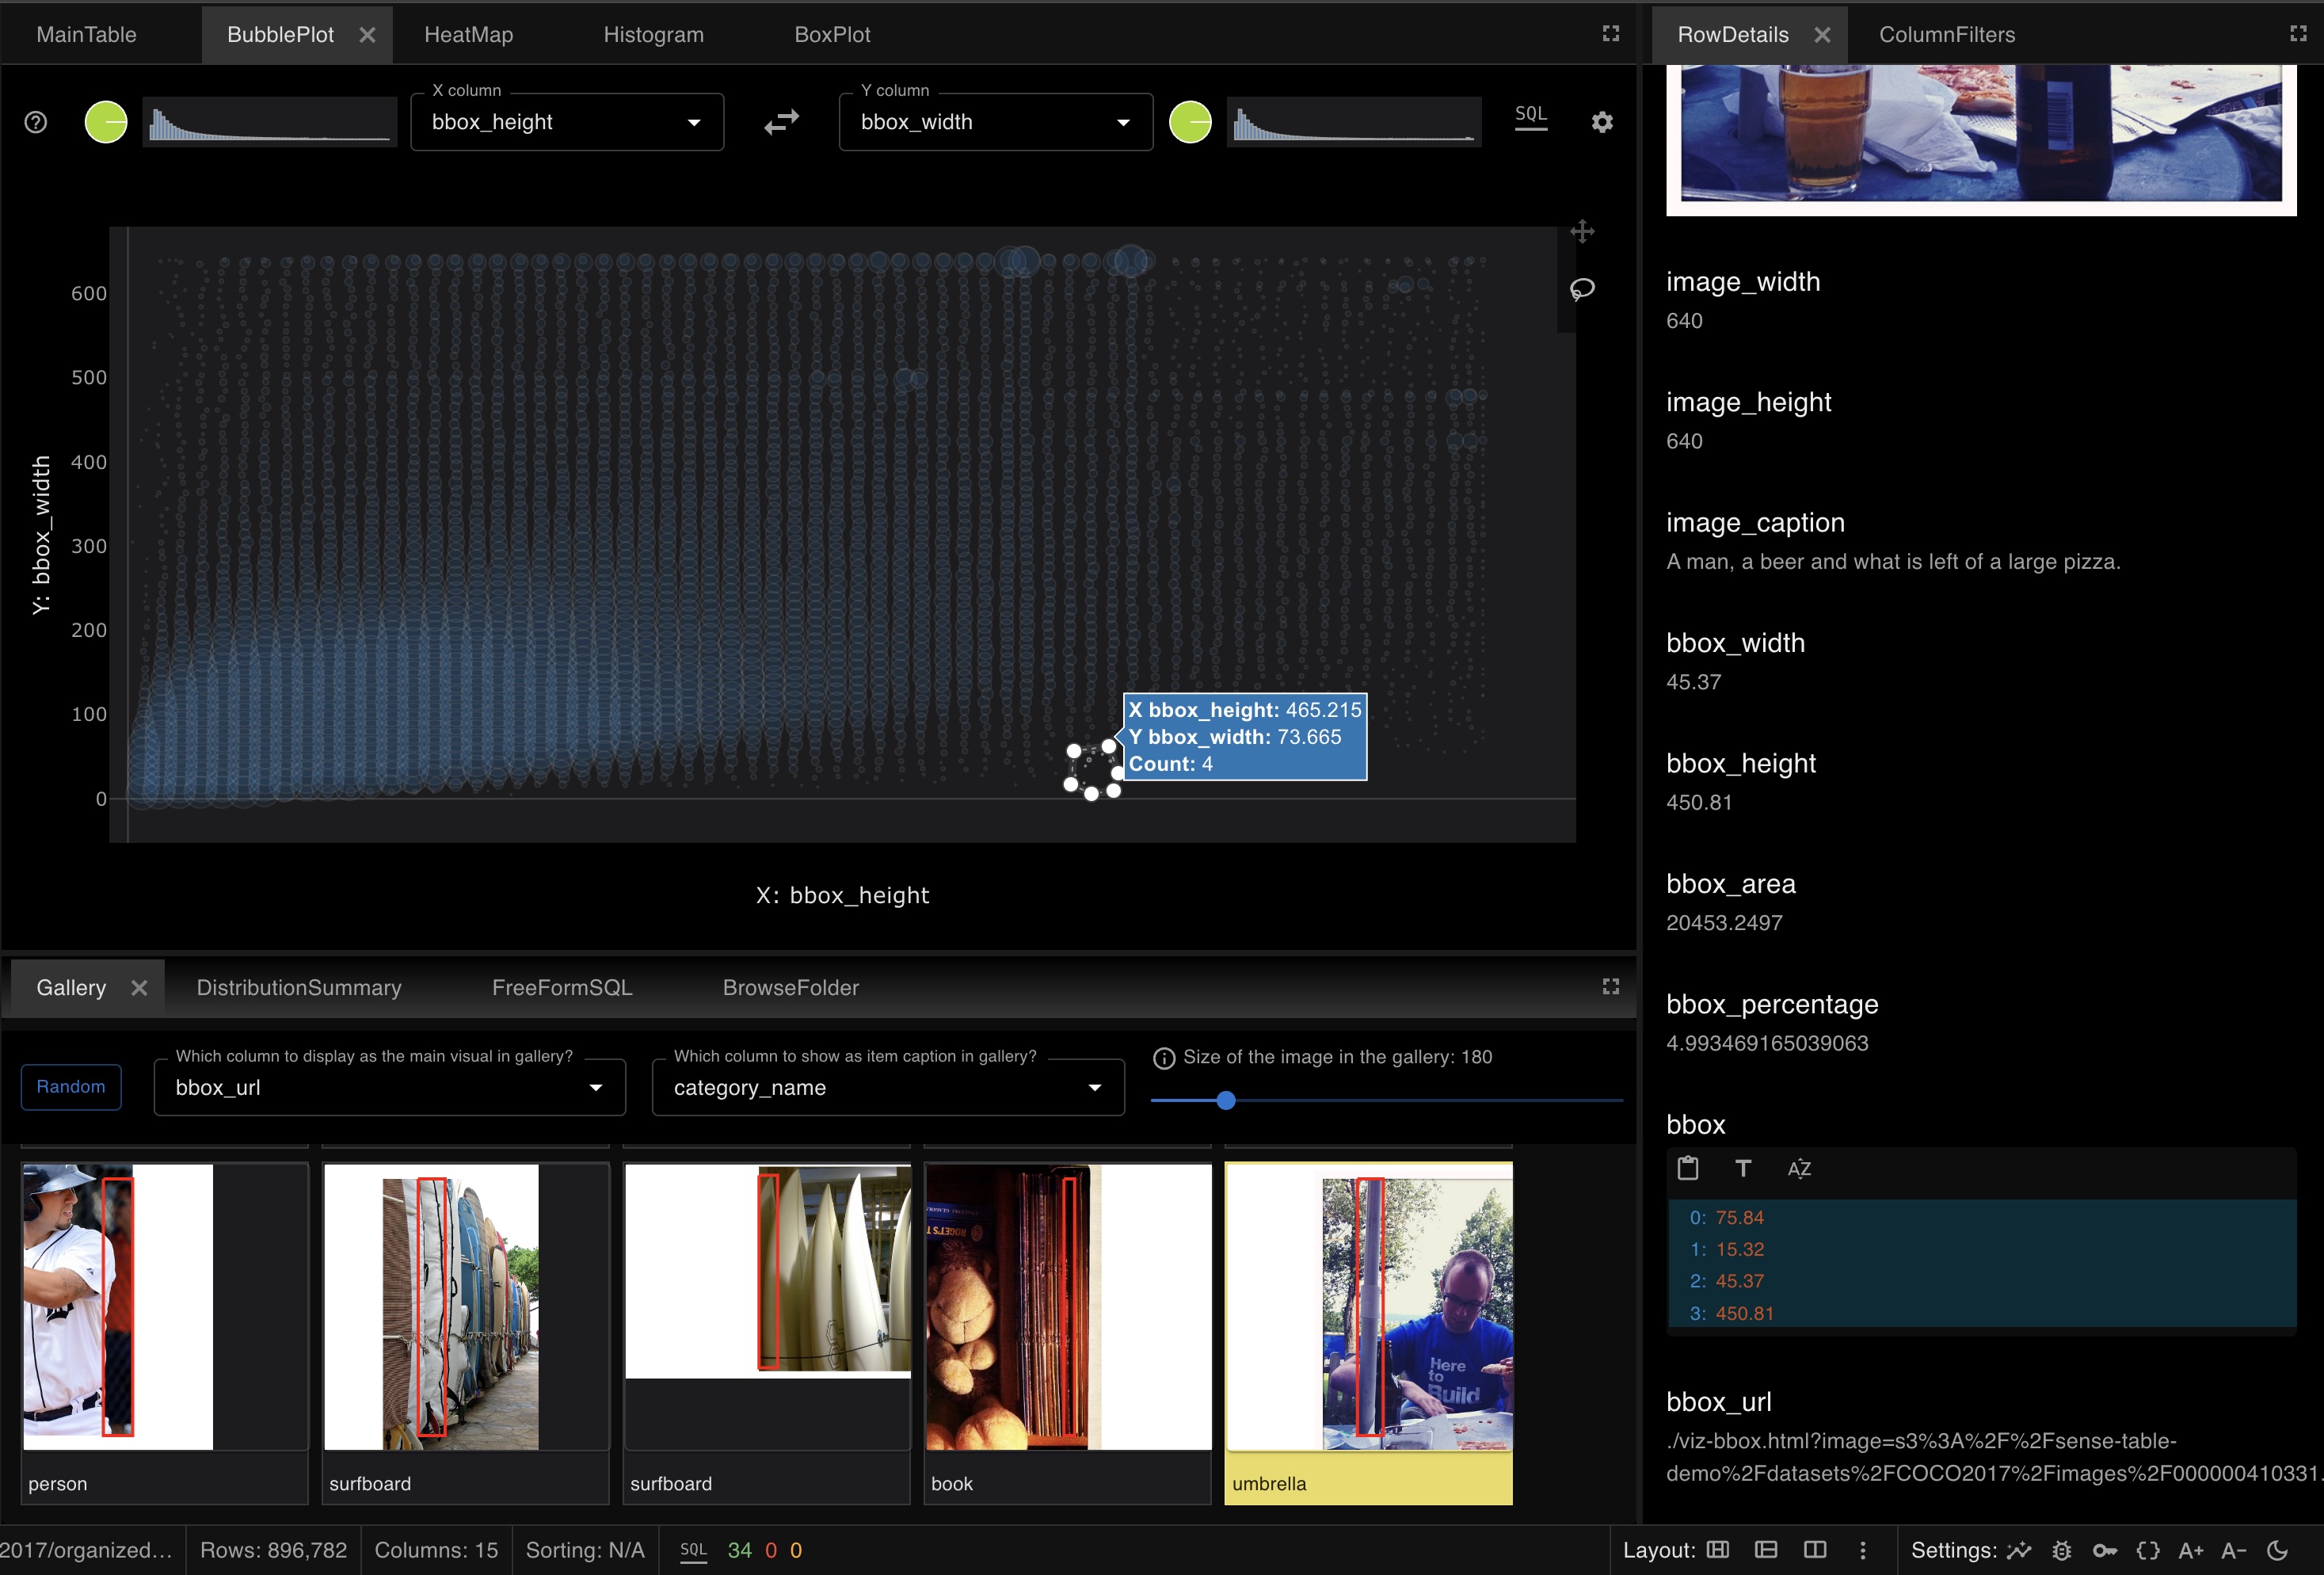 MainTable BubblePlot HeatMap Histogram BoxPlot
RowDetails ColumnFilters
X column
bbox_height
Y column
bbox_width
SQL
600
500
400
300
200
100
0
Y: bbox_width
X bbox_height: 465.215
Y bbox_width: 73.665
Count: 4
X: bbox_height
Gallery DistributionSummary FreeFormSQL BrowseFolder
Random
Which column to display as the main visual in gallery?
bbox_url
Which column to show as item caption in gallery?
category_name
Size of the image in the gallery: 180
Here
to
Build
person
surfboard
surfboard
book
umbrella
image_width
640
image_height
640
image_caption
A man, a beer and what is left of a large pizza.
bbox_width
45.37
bbox_height
450.81
bbox_area
20453.2497
bbox_percentage
4.993469165039063
bbox
T AZ
0: 75.84
1: 15.32
2: 45.37
3: 450.81
bbox_url
./viz-bbox.html?image=s3%3A%2F%2Fsense-table-
demo%2Fdatasets%2FCOCO2017%2Fimages%2F000000410331.
2017/organized... Rows: 896,782 Columns: 15 Sorting: N/A SQL 34 0 0
Layout: Settings: A+ A-